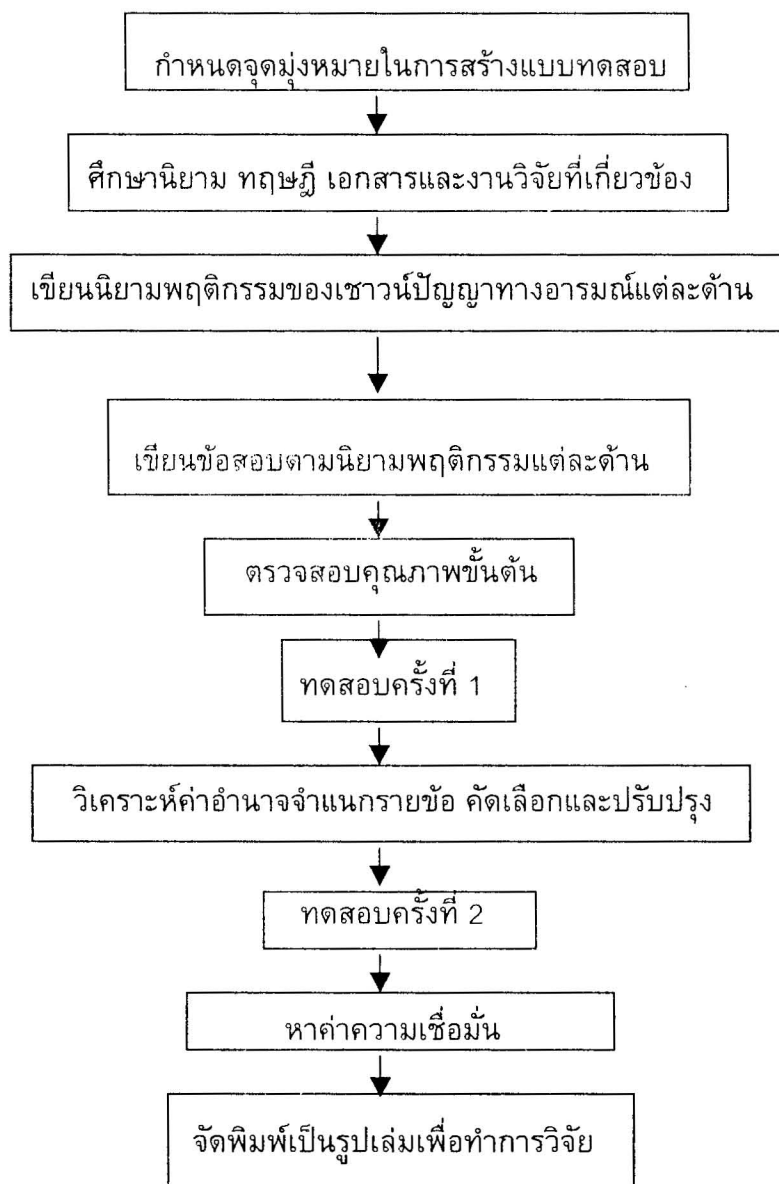 กำหนดจุดมุ่งหมายในการสร้างแบบทดสอบ
ศึกษานิยาม ทฤษฎี เอกสารและงานวิจัยที่เกี่ยวข้อง
เขียนนิยามพฤติกรรมของเชาวน์ปัญญาทางอารมณ์แต่ละด้าน
เขียนข้อสอบตามนิยามพฤติกรรมแต่ละด้าน
ตรวจสอบคุณภาพขั้นต้น
ทดสอบครั้งที่ 1
วิเคราะห์ค่าอำนาจจำแนกรายข้อ คัดเลือกและปรับปรุง
ทดสอบครั้งที่ 2
หาค่าความเชื่อมั่น
จัดพิมพ์เป็นรูปเล่มเพื่อทำการวิจัย